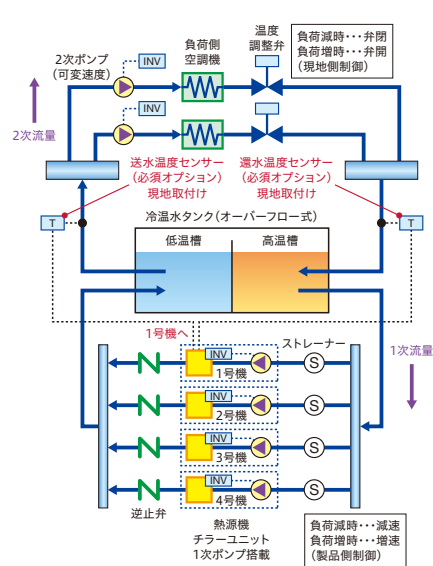 2次ポンプ
(可変速度)
INV
負荷側
空調機
温度
調整弁
負荷減時･･･弁閉
負荷増時･･･弁開
(現地側制御)
INV
2次流量
送水温度センサー
(必須オプション)
現地取付け
還水温度センサー
(必須オプション)
現地取付け
T
T
冷温水タンク(オーバーフロー式)
低温槽
高温槽
1号機へ
ストレーナー
1次流量
INV
S
1号機
INV
S
2号機
INV
S
3号機
INV
S
4号機
逆止弁
熱源機
チラーユニット
1次ポンプ搭載
負荷減時･･･減速
負荷増時･･･増速
(製品側制御)